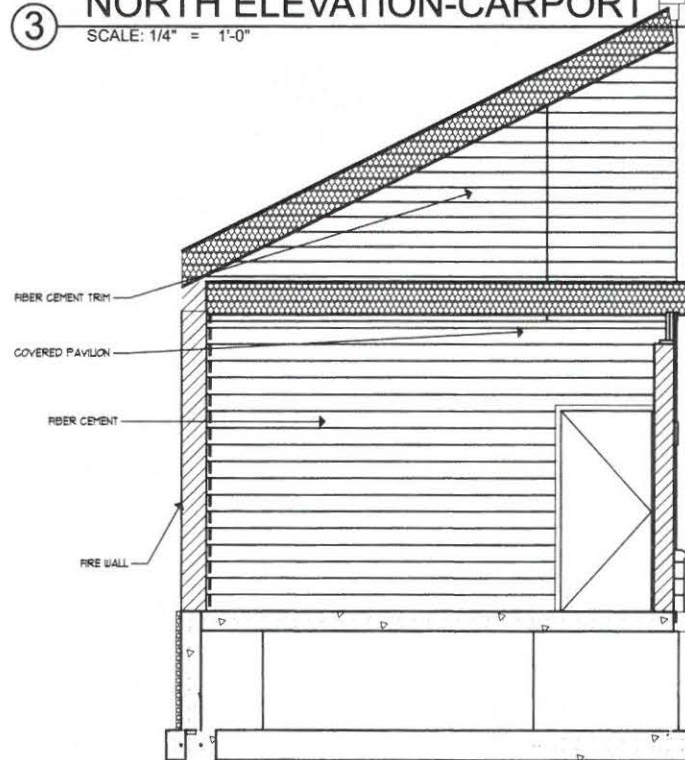 3
NORTH ELEVATION-CARPORT
SCALE: 1/4" = 1'-0"
FIBER CEMENT TRIM
COVERED PAVILION
FIBER CEMENT
FIRE WALL